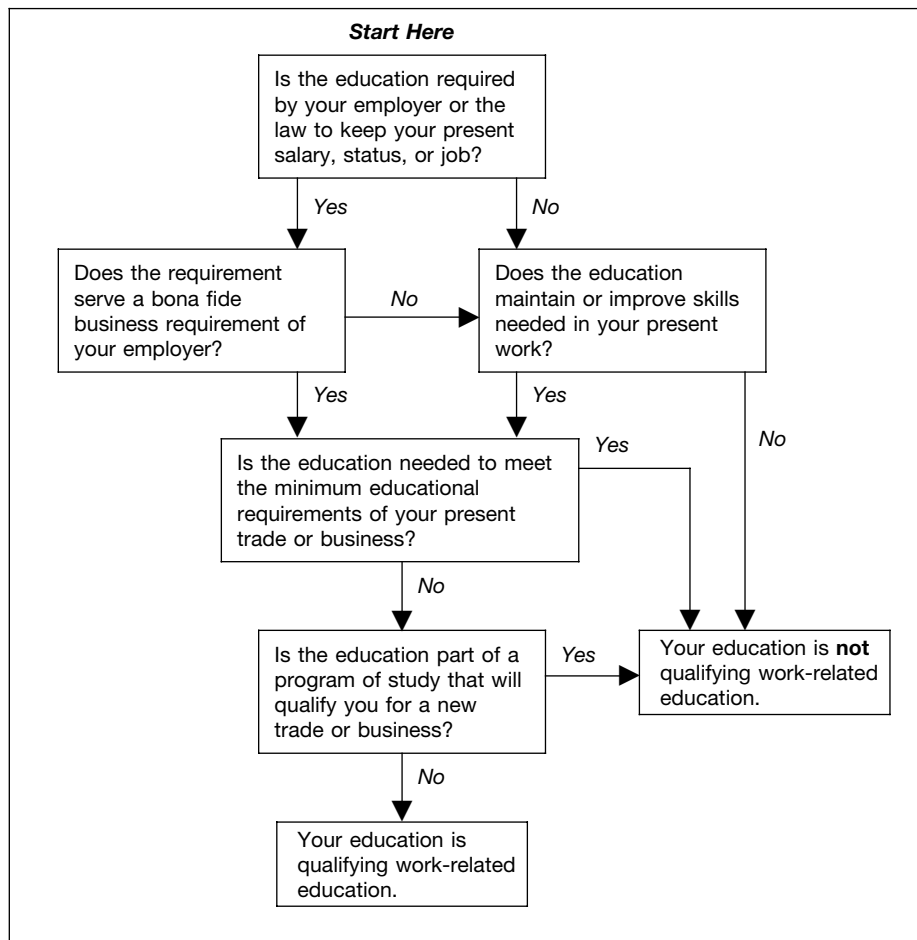 Start Here
Is the education required
by your employer or the
law to keep your present
salary, status, or job?
Yes
No
Does the requirement
serve a bona fide
business requirement of
your employer?
No
Does the education
maintain or improve skills
needed in your present
work?
Yes
Yes
No
Is the education needed to meet
the minimum educational
requirements of your present
trade or business?
Yes
No
Is the education part of a
program of study that will
qualify you for a new
trade or business?
Yes
Your education is not
qualifying work-related
education.
No
Your education is
qualifying work-related
education.